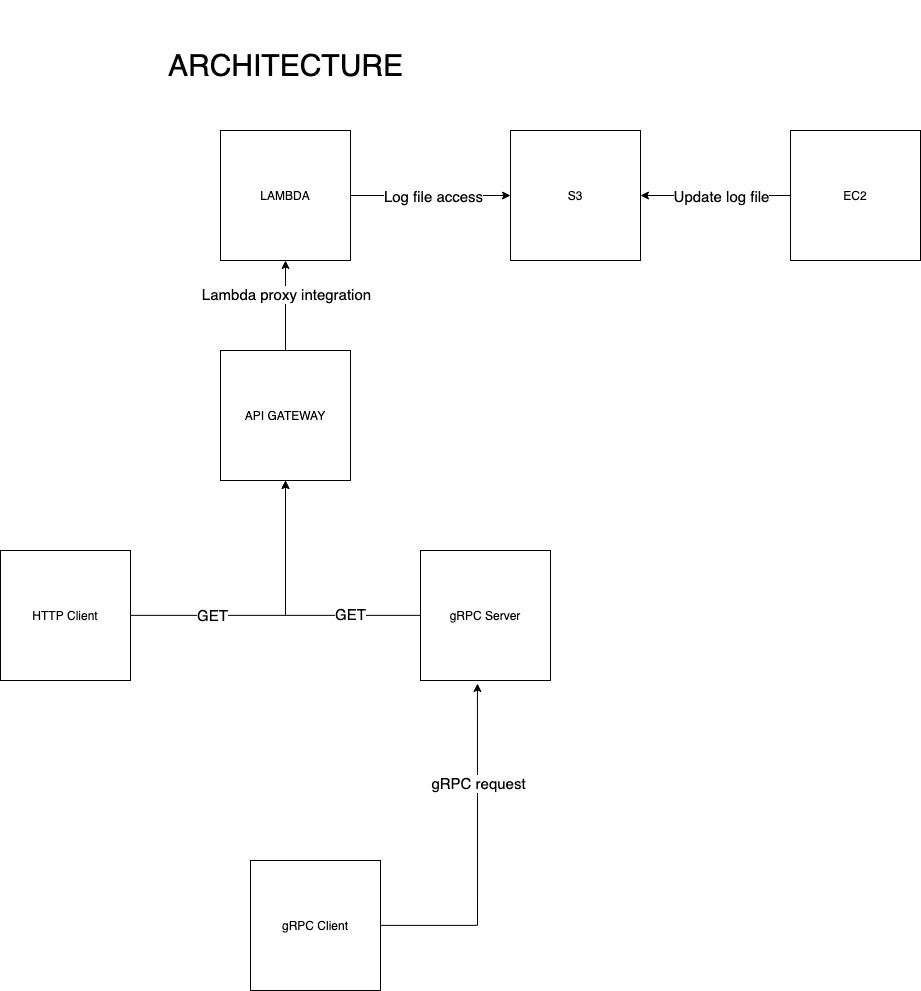 ARCHITECTURE
LAMBDA
Log file access
S3
Update log file
EC2
Lambda proxy integration
API GATEWAY
HTTP Client
GET
GET
gRPC Server
gRPC request
gRPC Client